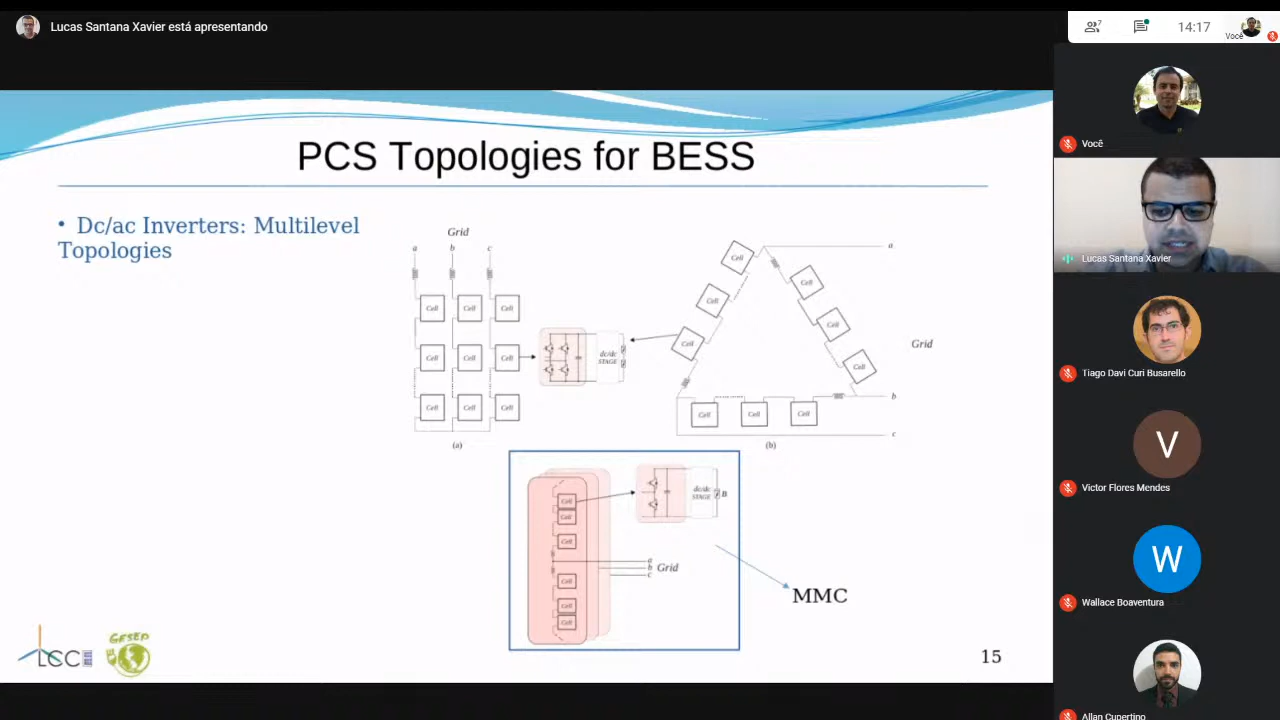 Lucas Santana Xavier está apresentando
7
14:17
Você
PCS Topologies for BESS
• Dc/ac Inverters: Multilevel
Topologies
Grid
a b c
Cell Cell Cell
Cell Cell Cell
Cell Cell Cell
(a)
dc/dc
STAGE
Cell
Cell
Cell
Cell
Cell
Cell
Cell Cell Cell
a
Grid
b
c
(b)
Cell
Cell
Cell
Cell
Cell
Cell
dc/dc
STAGE
B
a
b Grid
c
MMC
LCC
GESEP
15
Você
Lucas Santana Xavier
Tiago Davi Curi Busarello
V
Victor Flores Mendes
W
Wallace Boaventura
Allan Cupertino